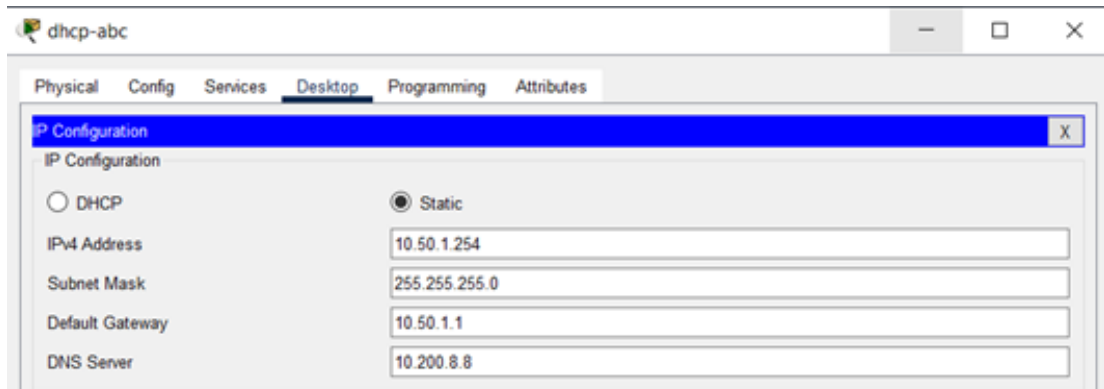 dhcp-abc
Physical Config Services Desktop Programming Attributes
IP Configuration X
IP Configuration
DHCP Static
IPv4 Address 10.50.1.254
Subnet Mask 255.255.255.0
Default Gateway 10.50.1.1
DNS Server 10.200.8.8